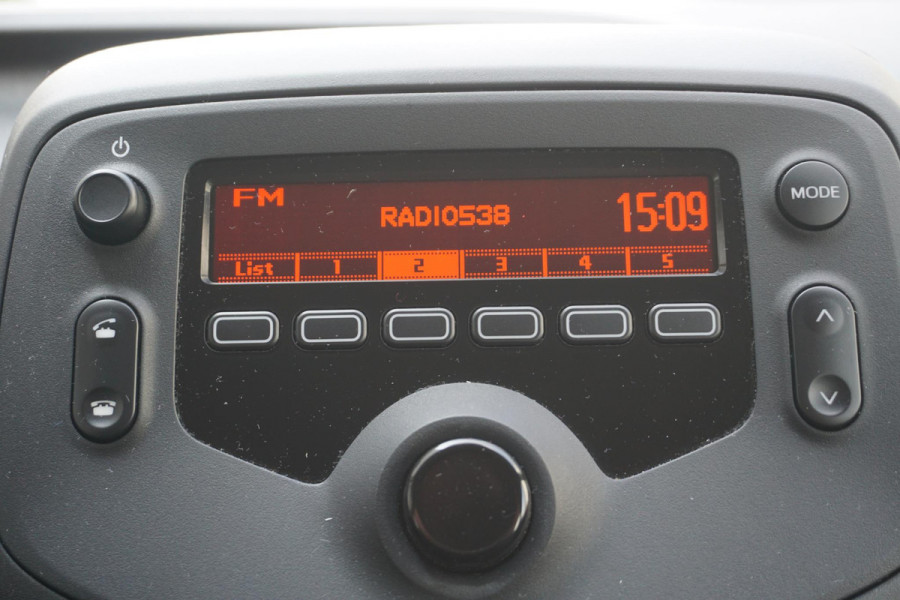 FM
RADIO538
15:09
List 1 2 3 4 5
MODE